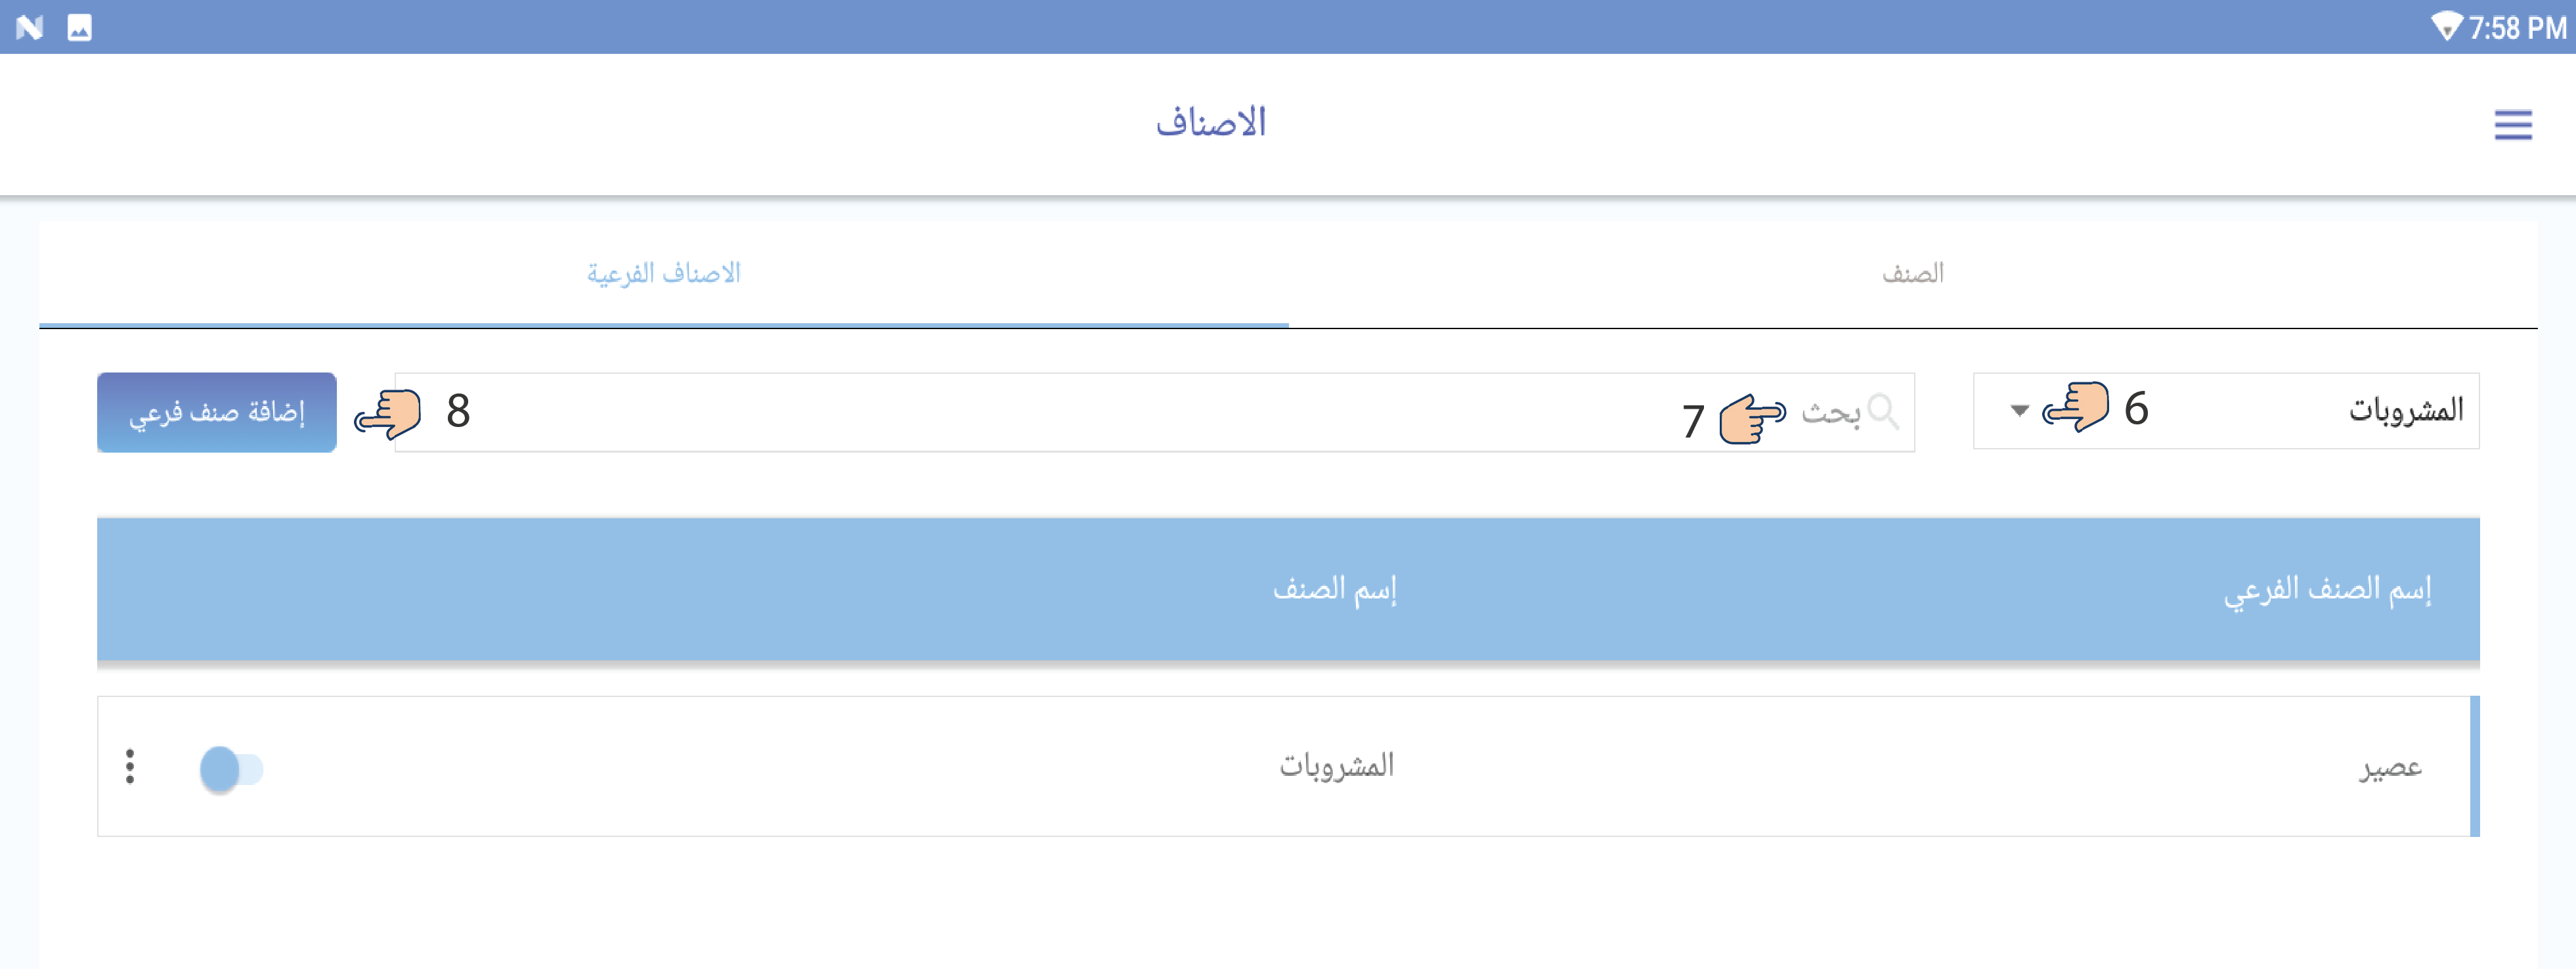 7:58 PM
الاصناف
الصنف
الاصناف الفرعية
المشروبات 6
بحث 7
8
إضافة صنف فرعي
إسم الصنف الفرعي
إسم الصنف
عصير
المشروبات